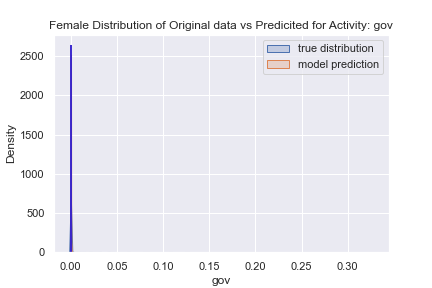 Female Distribution of Original data vs Predicited for Activity: gov
true distribution
model prediction
2500
2000
1500
1000
500
0
Density
0.00 0.05 0.10 0.15 0.20 0.25 0.30
gov